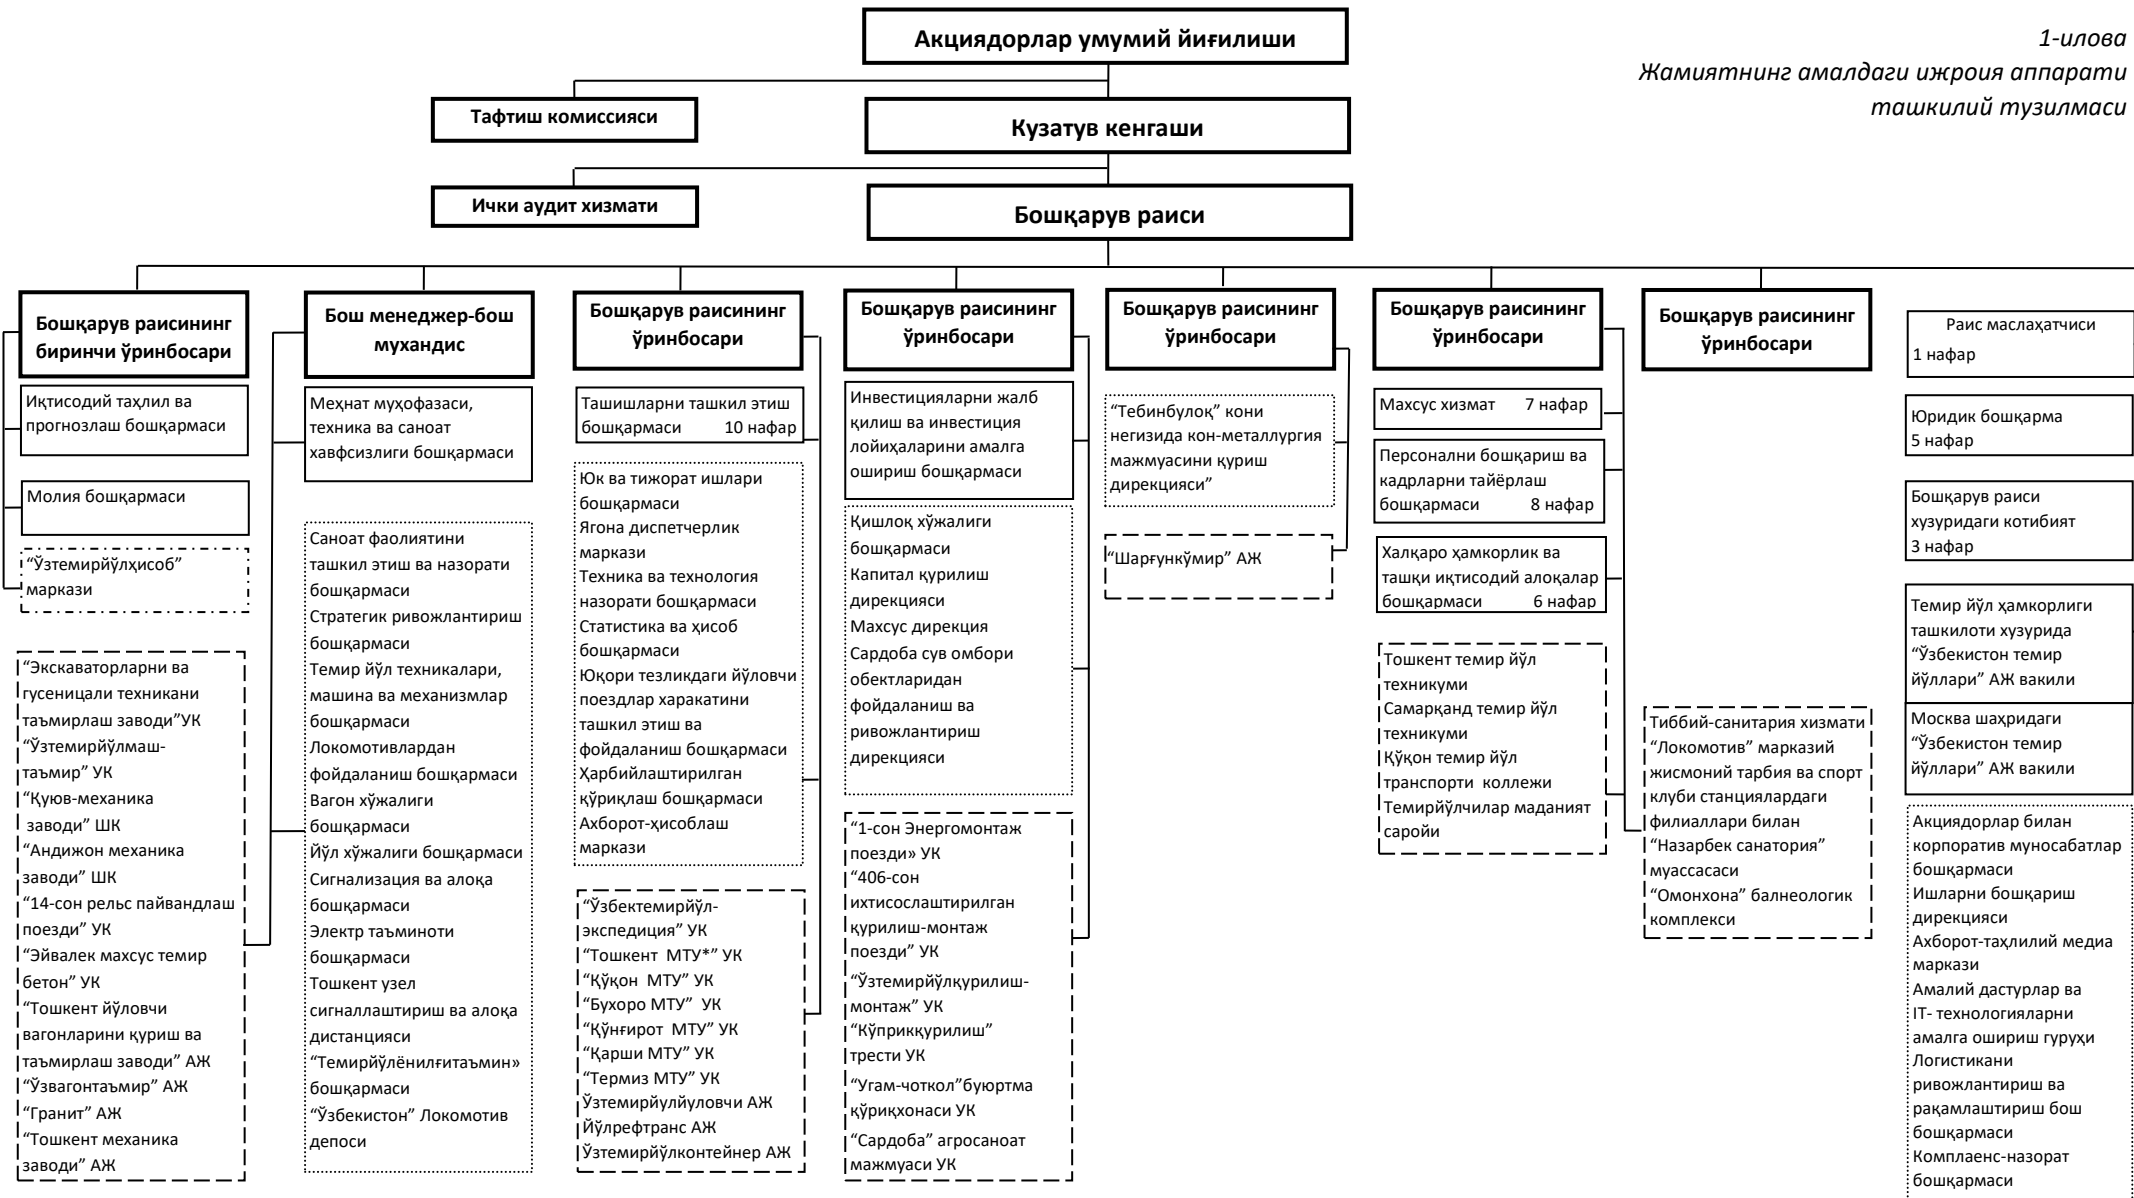 Акциядорлар умумий йиғилиши
1-илова
Жамиятнинг амалдаги ижроия аппарати
ташкилий тузилмаси
Тафтиш комиссияси
Кузатув кенгаши
Ички аудит хизмати
Бошқарув раиси
Бошқарув раисининг
биринчи ўринбосари
Иқтисодий таҳлил ва
прогнозлаш бошқармаси
Молия бошқармаси
“Ўзтемирйўлҳисоб”
маркази
“Экскаваторларни ва
гусеницали техникани
таъмирлаш заводи”УК
“Ўзтемирйўлмаш-
таъмир” УК
“Қуюв-механика
заводи” ШК
“Андижон механика
заводи” ШК
“14-сон рельс пайвандлаш
поезди” УК
“Эйвалек махсус темир
бетон” УК
“Тошкент йўловчи
вагонларини қуриш ва
таъмирлаш заводи” АЖ
“Ўзвагонтаъмир” АЖ
“Гранит” АЖ
“Тошкент механика
заводи” АЖ
Бош менеджер-бош
мухандис
Меҳнат муҳофазаси,
техника ва саноат
хавфсизлиги бошқармаси
Саноат фаолиятини
ташкил этиш ва назорати
бошқармаси
Стратегик ривожлантириш
бошқармаси
Темир йўл техникалари,
машина ва механизмлар
бошқармаси
Локомотивлардан
фойдаланиш бошқармаси
Вагон хўжалиги
бошқармаси
Йўл хўжалиги бошқармаси
Сигнализация ва алоқа
бошқармаси
Электр таъминоти
бошқармаси
Тошкент узел
сигналлаштириш ва алоқа
дистанцияси
“Темирйўлёнилғитаъмин»
бошқармаси
“Ўзбекистон” Локомотив
депоси
Бошқарув раисининг
ўринбосари
Ташишларни ташкил этиш
бошқармаси 10 нафар
Юк ва тижорат ишлари
бошқармаси
Ягона диспетчерлик
маркази
Техника ва технология
назорати бошқармаси
Статистика ва ҳисоб
бошқармаси
Юқори тезликдаги йўловчи
поездлар харакатини
ташкил этиш ва
фойдаланиш бошқармаси
Ҳарбийлаштирилган
қўриқлаш бошқармаси
Ахборот-ҳисоблаш
маркази
“Ўзбектемирйўл-
экспедиция” УК
“Тошкент МТУ*” УК
“Қўқон МТУ” УК
“Бухоро МТУ” УК
“Қўнғирот МТУ” УК
“Қарши МТУ” УК
“Термиз МТУ” УК
Ўзтемирйулйуловчи АЖ
Йўлрефтранс АЖ
Ўзтемирйўлконтейнер АЖ
Бошқарув раисининг
ўринбосари
Инвестицияларни жалб
қилиш ва инвестиция
лойиҳаларини амалга
ошириш бошқармаси
Қишлоқ хўжалиги
бошқармаси
Капитал қурилиш
дирекцияси
Махсус дирекция
Сардоба сув омбори
обектларидан
фойдаланиш ва
ривожлантириш
дирекцияси
“1-сон Энергомонтаж
поезди» УК
“406-сон
ихтисослаштирилган
қурилиш-монтаж
поезди” УК
“Ўзтемирйўлқурилиш-
монтаж” УК
“Кўприкқурилиш”
трести УК
“Угам-чоткол”буюртма
қўриқхонаси УК
“Сардоба” агросаноат
мажмуаси УК
Бошқарув раисининг
ўринбосари
“Тебинбулоқ” кони
негизида кон-металлургия
мажмуасини қуриш
дирекцияси”
“Шарғункўмир” АЖ
Бошқарув раисининг
ўринбосари
Махсус хизмат 7 нафар
Персонални бошқариш ва
кадрларни тайёрлаш
бошқармаси 8 нафар
Халқаро ҳамкорлик ва
ташқи иқтисодий алоқалар
бошқармаси 6 нафар
Тошкент темир йўл
техникуми
Самарқанд темир йўл
техникуми
Қўқон темир йўл
транспорти коллежи
Темирйўлчилар маданият
саройи
Бошқарув раисининг
ўринбосари
Тиббий-санитария хизмати
“Локомотив” марказий
жисмоний тарбия ва спорт
клуби станциялардаги
филиаллари билан
“Назарбек санатория”
муассасаси
“Омонхона” балнеологик
комплекси
Раис маслаҳатчиси
1 нафар
Юридик бошқарма
5 нафар
Бошқарув раиси
хузуридаги котибият
3 нафар
Темир йўл ҳамкорлиги
ташкилоти хузурида
“Ўзбекистон темир
йўллари” АЖ вакили
Москва шаҳридаги
“Ўзбекистон темир
йўллари” АЖ вакили
Акциядорлар билан
корпоратив муносабатлар
бошқармаси
Ишларни бошқариш
дирекцияси
Ахборот-таҳлилий медиа
маркази
Амалий дастурлар ва
IT- технологияларни
амалга ошириш гуруҳи
Логистикани
ривожлантириш ва
рақамлаштириш бош
бошқармаси
Комплаенс-назорат
бошқармаси